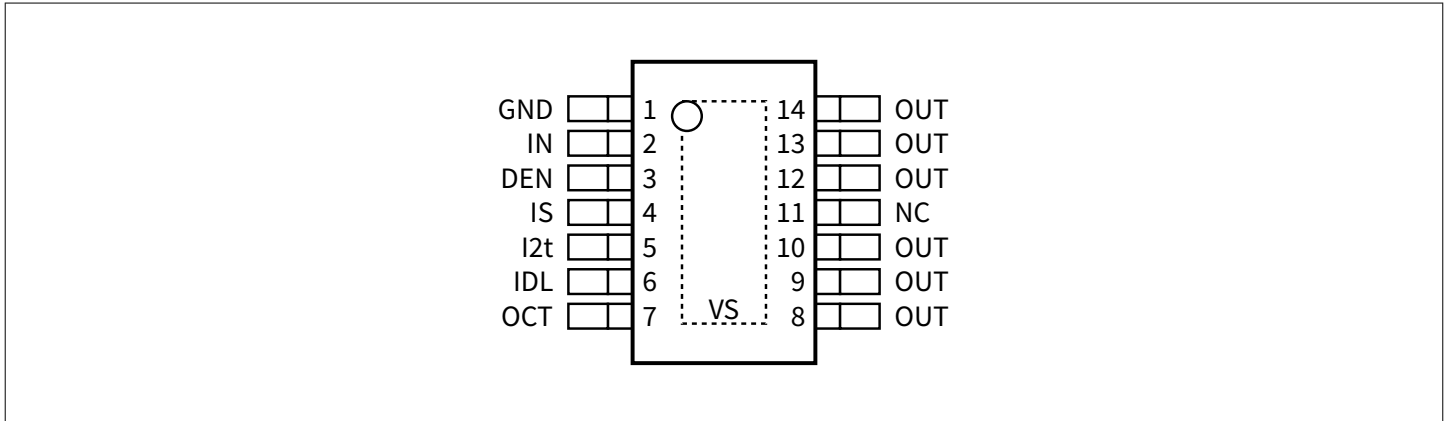 GND 1 14 OUT
IN 2 13 OUT
DEN 3 12 OUT
IS 4 11 NC
I2t 5 10 OUT
IDL 6 9 OUT
OCT 7 VS 8 OUT